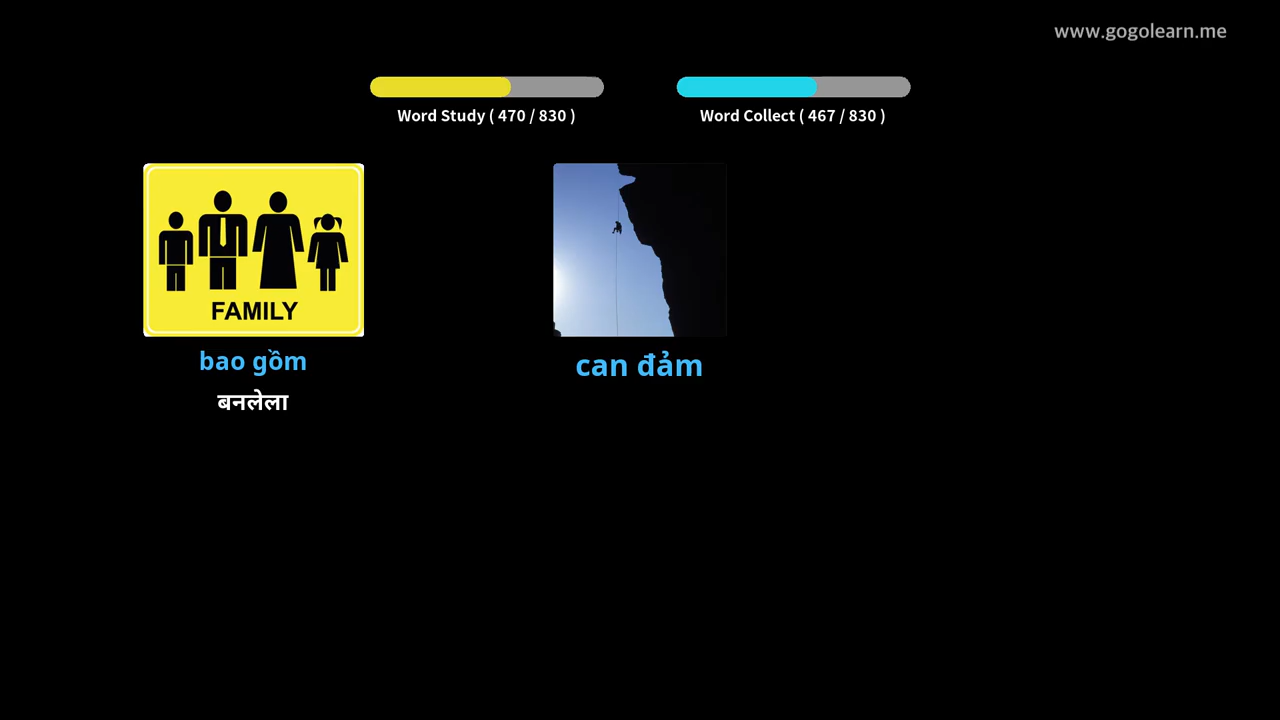 www.gogolearn.me
Word Study ( 470 / 830 )
Word Collect ( 467 / 830 )
FAMILY
bao gồm
बनलेला
can đảm